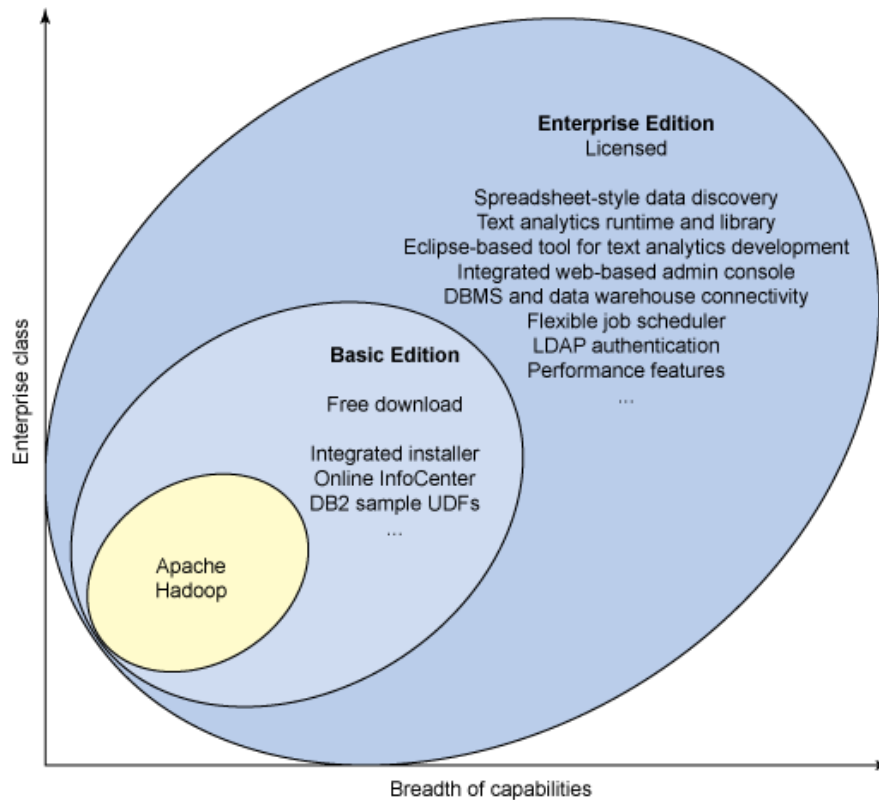 Enterprise class
Enterprise Edition
Licensed
Spreadsheet-style data discovery
Text analytics runtime and library
Eclipse-based tool for text analytics development
Integrated web-based admin console
DBMS and data warehouse connectivity
Flexible job scheduler
LDAP authentication
Performance features
...
Basic Edition
Free download
Integrated installer
Online InfoCenter
DB2 sample UDFs
...
Apache
Hadoop
Breadth of capabilities